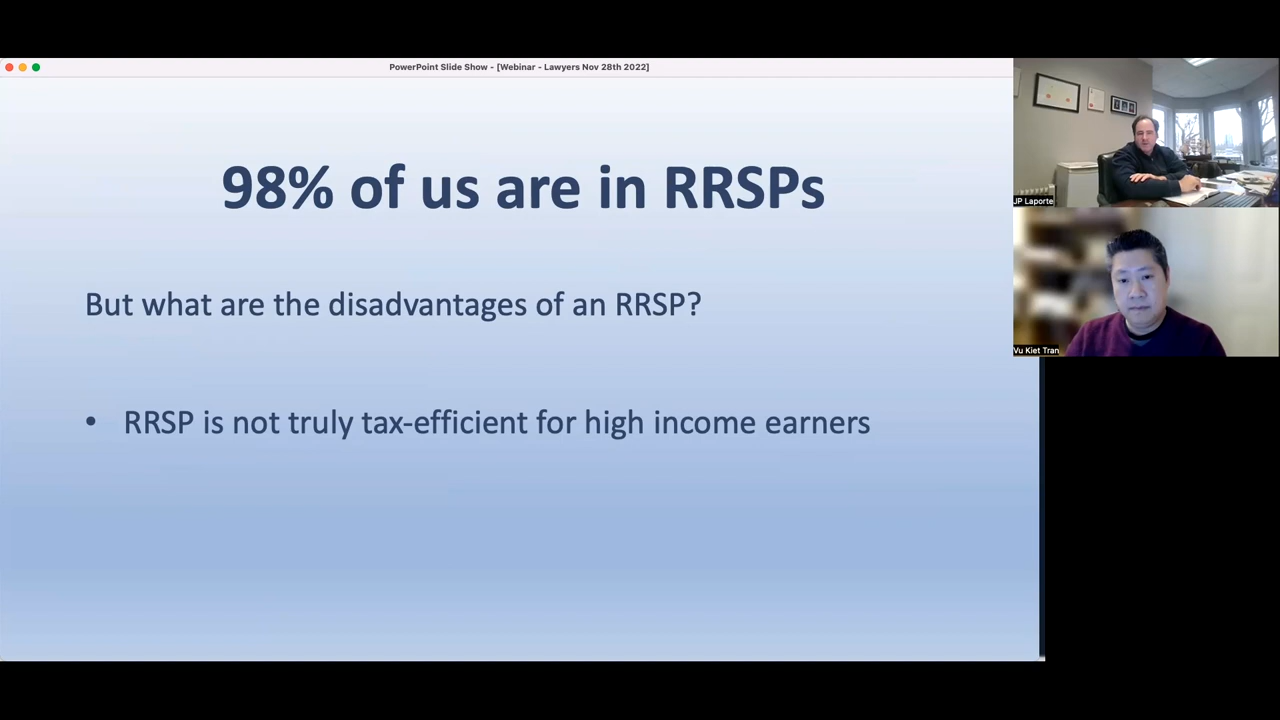 PowerPoint Slide Show - [Webinar - Lawyers Nov 28th 2022]
98% of us are in RRSPs
But what are the disadvantages of an RRSP?
• RRSP is not truly tax-efficient for high income earners
JP Laporte
Vu Kiet Tran